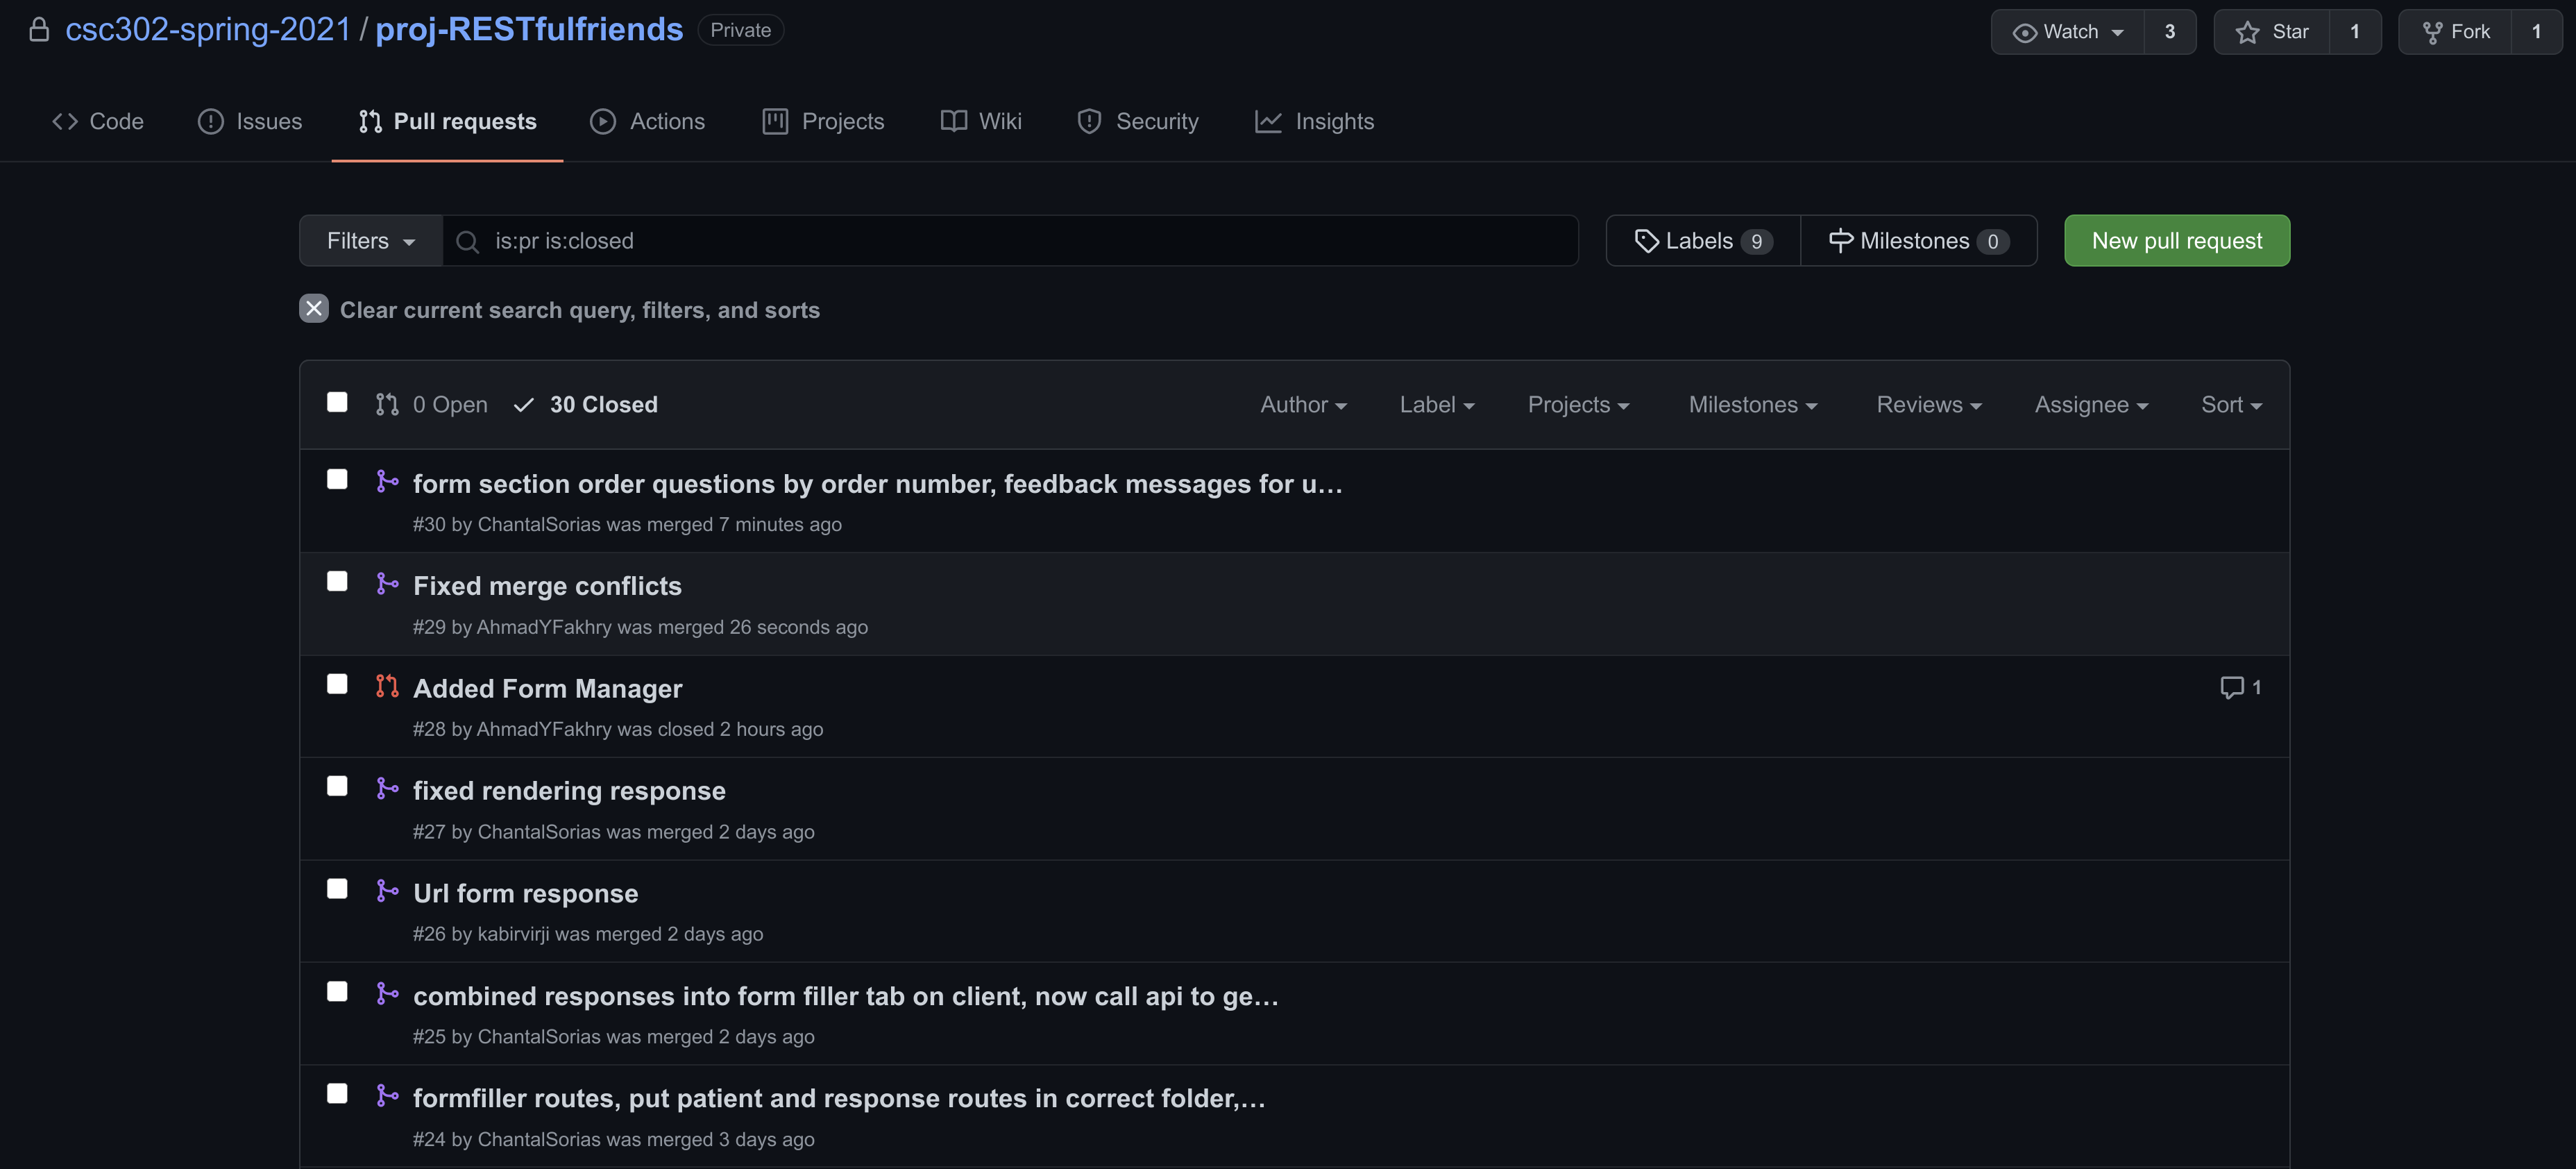 csc302-spring-2021 / proj-RESTfulfriends Private Watch 3 Star 1 Fork 1
Code Issues Pull requests Actions Projects Wiki Security Insights
Filters is:pr is:closed Labels 9 Milestones 0 New pull request
Clear current search query, filters, and sorts
0 Open 30 Closed Author Label Projects Milestones Reviews Assignee Sort
form section order questions by order number, feedback messages for u…
#30 by ChantalSorias was merged 7 minutes ago
Fixed merge conflicts
#29 by AhmadYFakhry was merged 26 seconds ago
Added Form Manager 1
#28 by AhmadYFakhry was closed 2 hours ago
fixed rendering response
#27 by ChantalSorias was merged 2 days ago
Url form response
#26 by kabirvirji was merged 2 days ago
combined responses into form filler tab on client, now call api to ge…
#25 by ChantalSorias was merged 2 days ago
formfiller routes, put patient and response routes in correct folder,…
#24 by ChantalSorias was merged 3 days ago